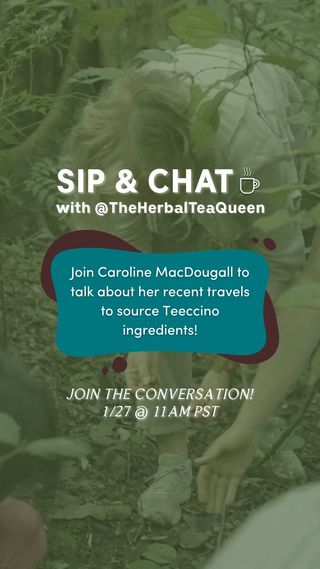 SIP & CHAT
with @TheHerbalTeaQueen
Join Caroline MacDougall to
talk about her recent travels
to source Teeccino
ingredients!
JOIN THE CONVERSATION!
1/27 @ 11AM PST